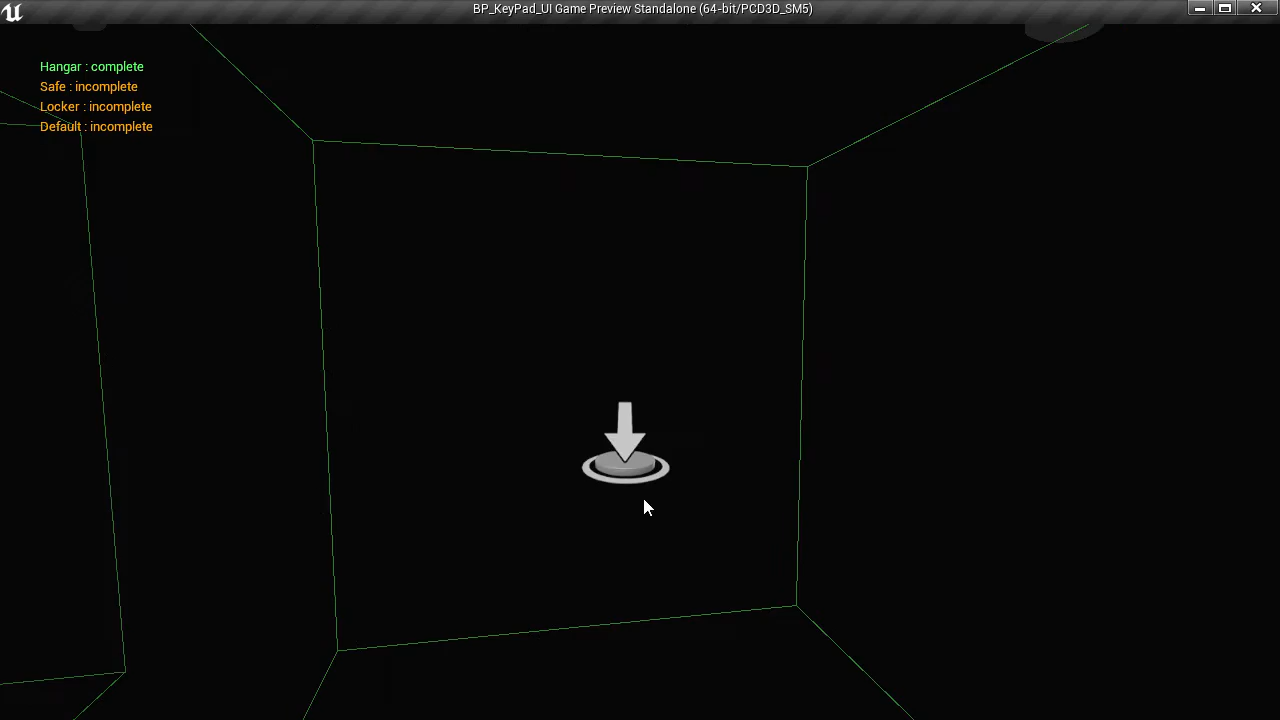 BP_KeyPad_UI Game Preview Standalone (64-bit/PCD3D_SM5)
Hangar : complete
Safe : incomplete
Locker : incomplete
Default : incomplete